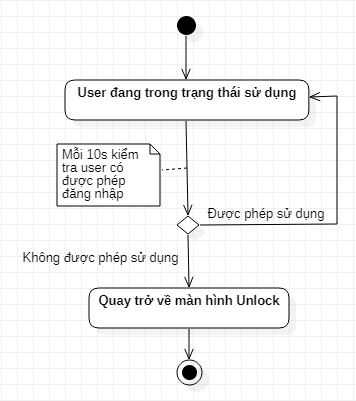 User đang trong trạng thái sử dụng
Mỗi 10s kiểm
tra user có
được phép
đăng nhập
Được phép sử dụng
Không được phép sử dụng
Quay trở về màn hình Unlock